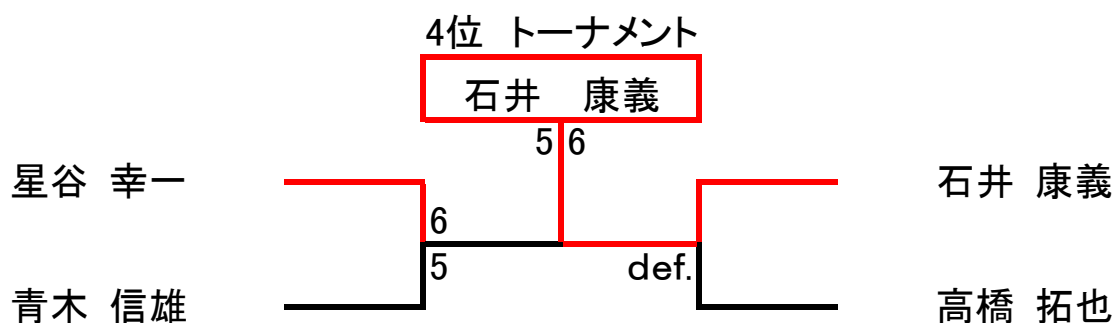 4位 トーナメント
石井 康義
5 6
星谷 幸一
石井 康義
6
5
def.
青木 信雄
高橋 拓也